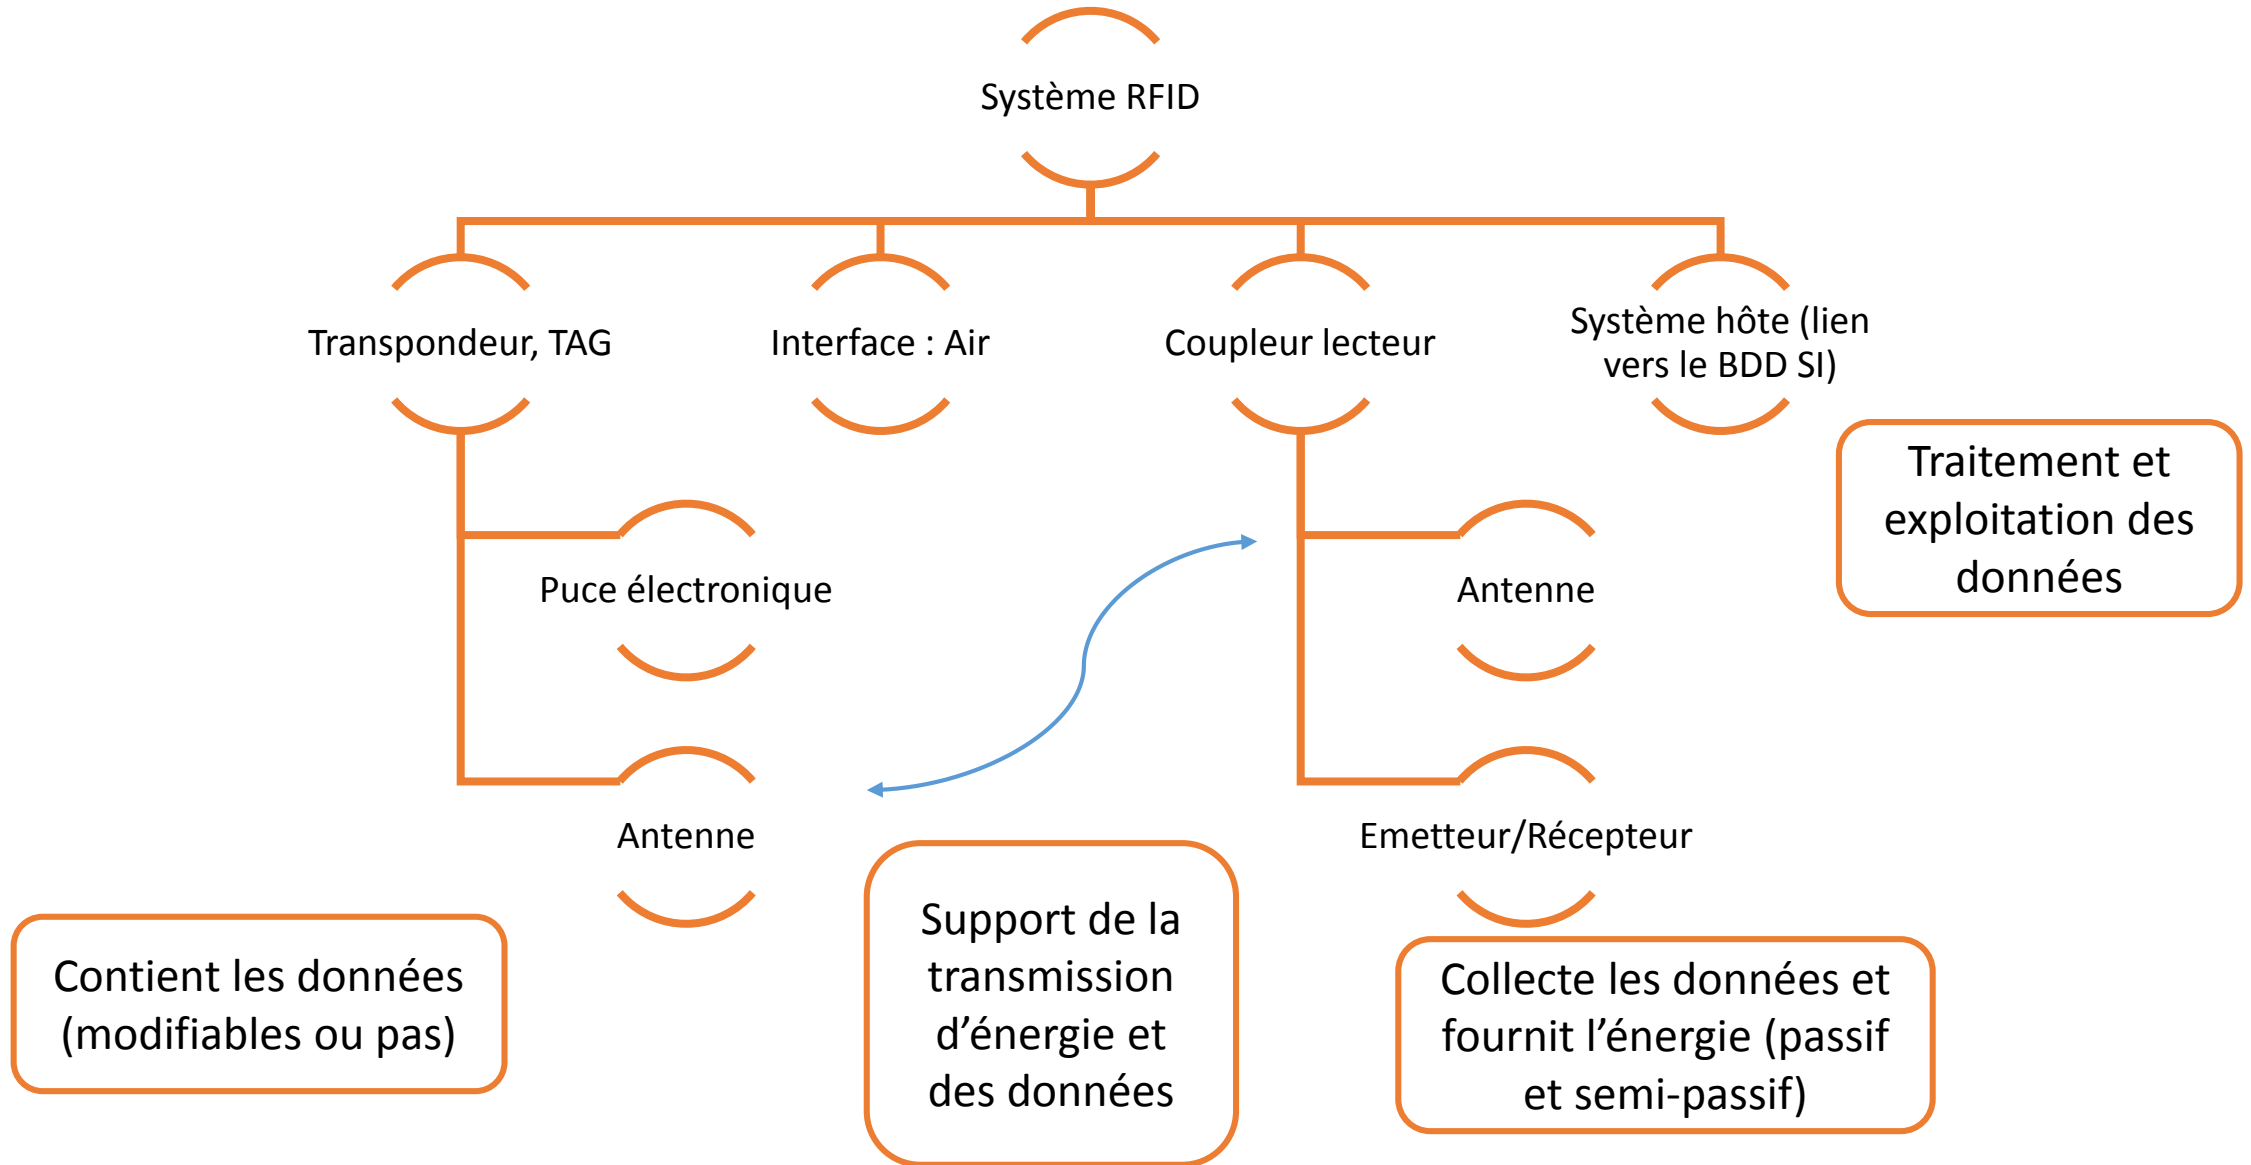 Système RFID
Transpondeur, TAG
Interface : Air
Coupleur lecteur
Système hôte (lien
vers le BDD SI)
Traitement et
exploitation des
données
Puce électronique
Antenne
Antenne
Emetteur/Récepteur
Contient les données
(modifiables ou pas)
Support de la
transmission
d’énergie et
des données
Collecte les données et
fournit l’énergie (passif
et semi-passif)